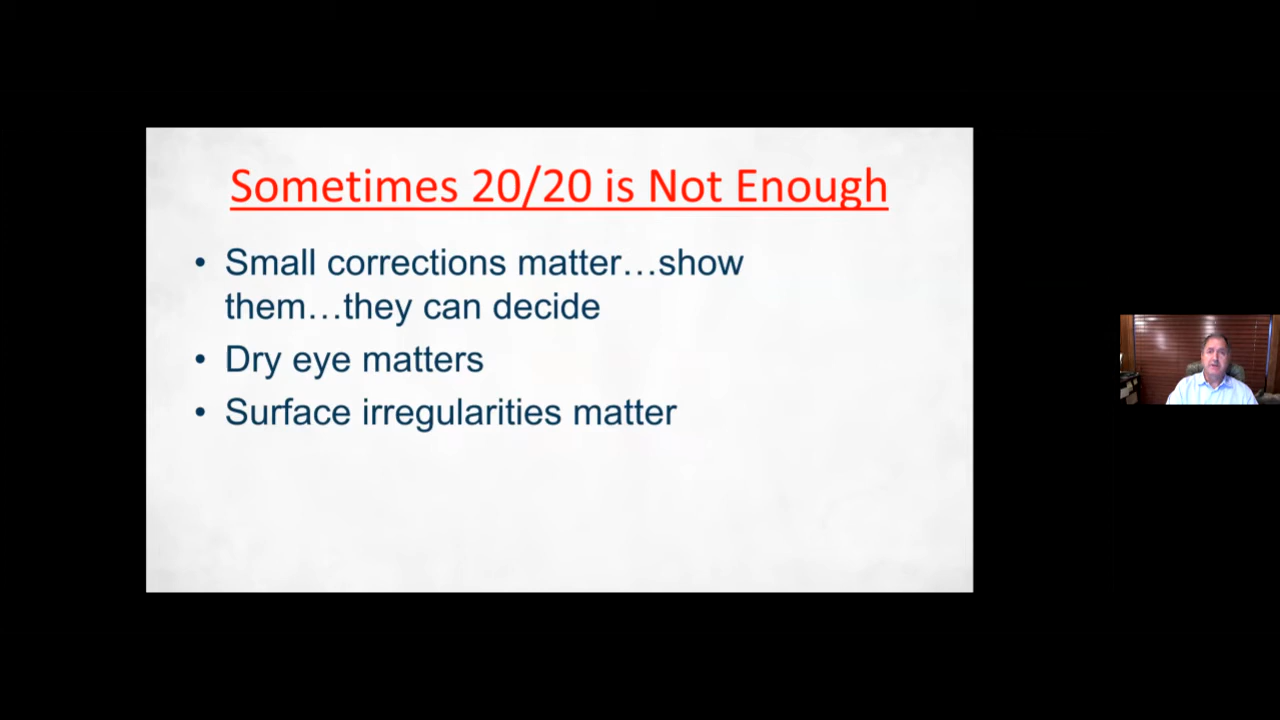 Sometimes 20/20 is Not Enough
• Small corrections matter…show
them…they can decide
• Dry eye matters
• Surface irregularities matter